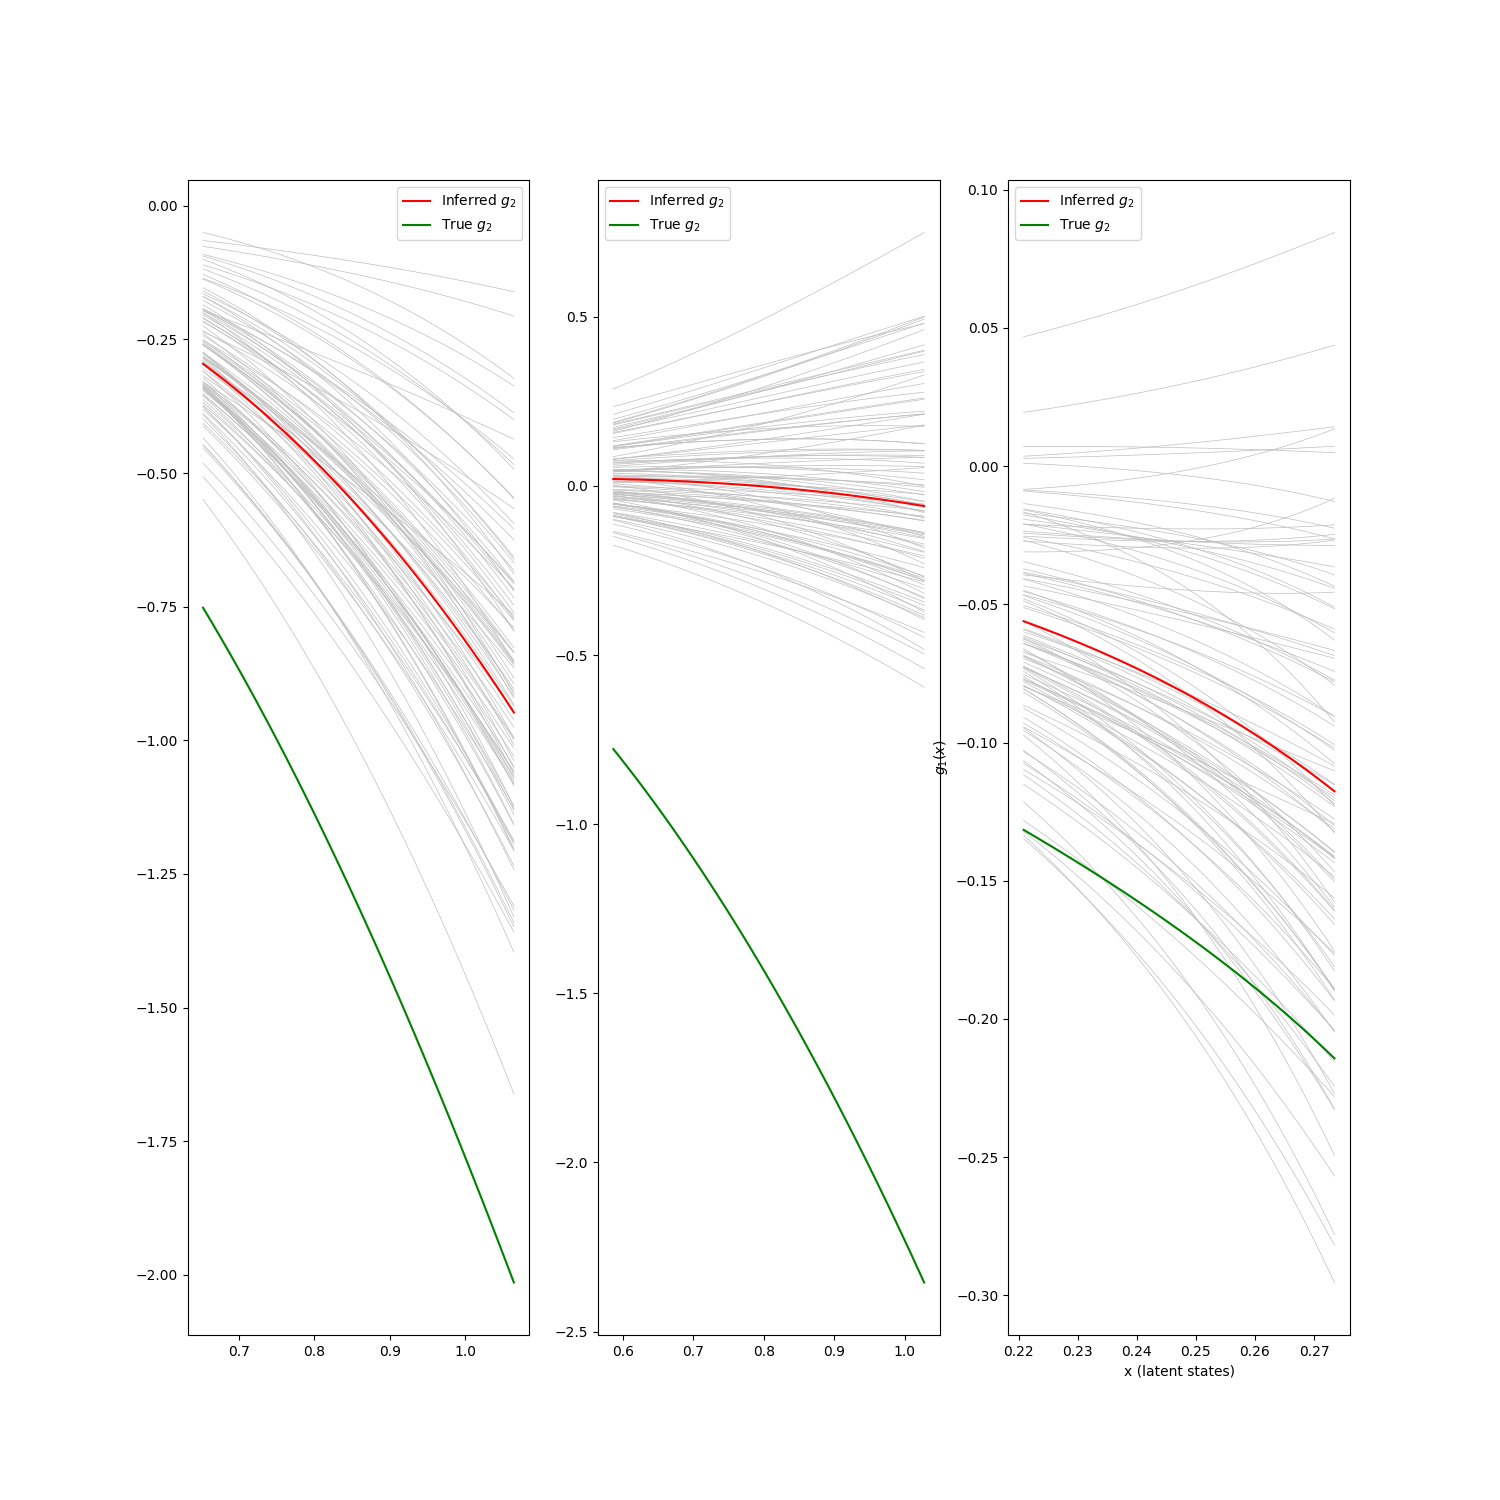 0.00
−0.25
−0.50
−0.75
−1.00
−1.25
−1.50
−1.75
−2.00
0.7 0.8 0.9 1.0
Inferred g₂
True g₂
0.5
0.0
−0.5
−1.0
−1.5
−2.0
−2.5
0.6 0.7 0.8 0.9 1.0
Inferred g₂
True g₂
g₁(x)
0.10
0.05
0.00
−0.05
−0.10
−0.15
−0.20
−0.25
−0.30
0.22 0.23 0.24 0.25 0.26 0.27
x (latent states)
Inferred g₂
True g₂